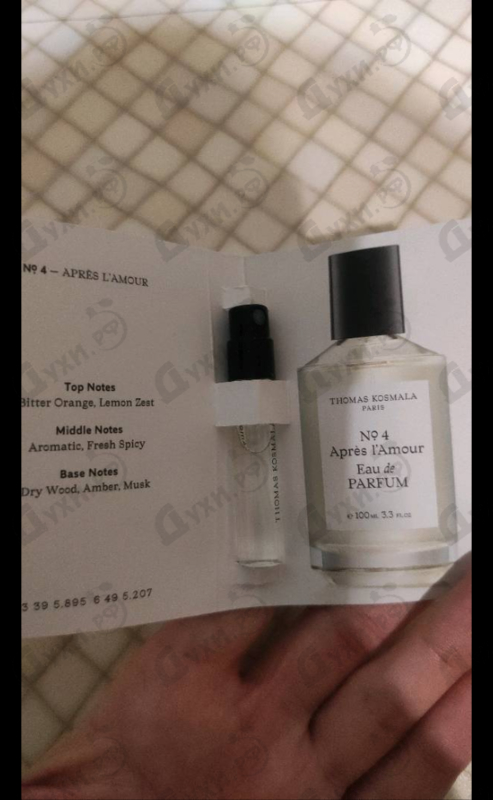 Nº 4 — APRÈS L'AMOUR
Top Notes
Bitter Orange, Lemon Zest
Middle Notes
Aromatic, Fresh Spicy
Base Notes
Dry Wood, Amber, Musk
3 39 5.895 6 49 5.207
THOMAS KOSMALA
THOMAS KOSMALA
PARIS
Nº 4
Après l'Amour
Eau de
PARFUM
e 100 ml 3.3 fl. oz.
Духи.рф